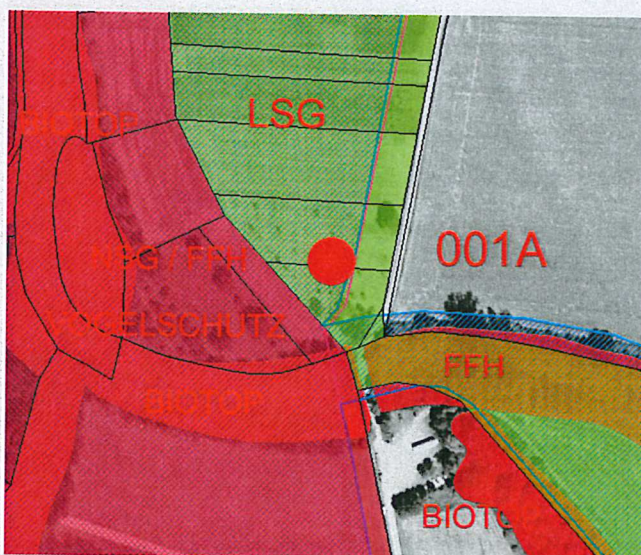 LSG
BIOTOP
001A
NSG / FFH
VOGELSCHUTZ
FFH
BIOTOP
BIOTO